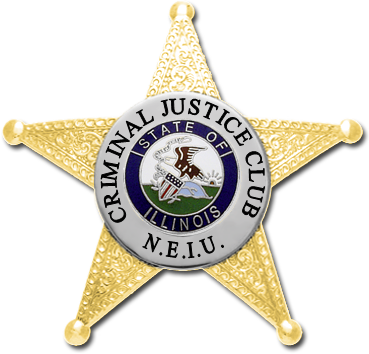 CRIMINAL JUSTICE CLUB
STATE OF
ILLINOIS
N.E.I.U.